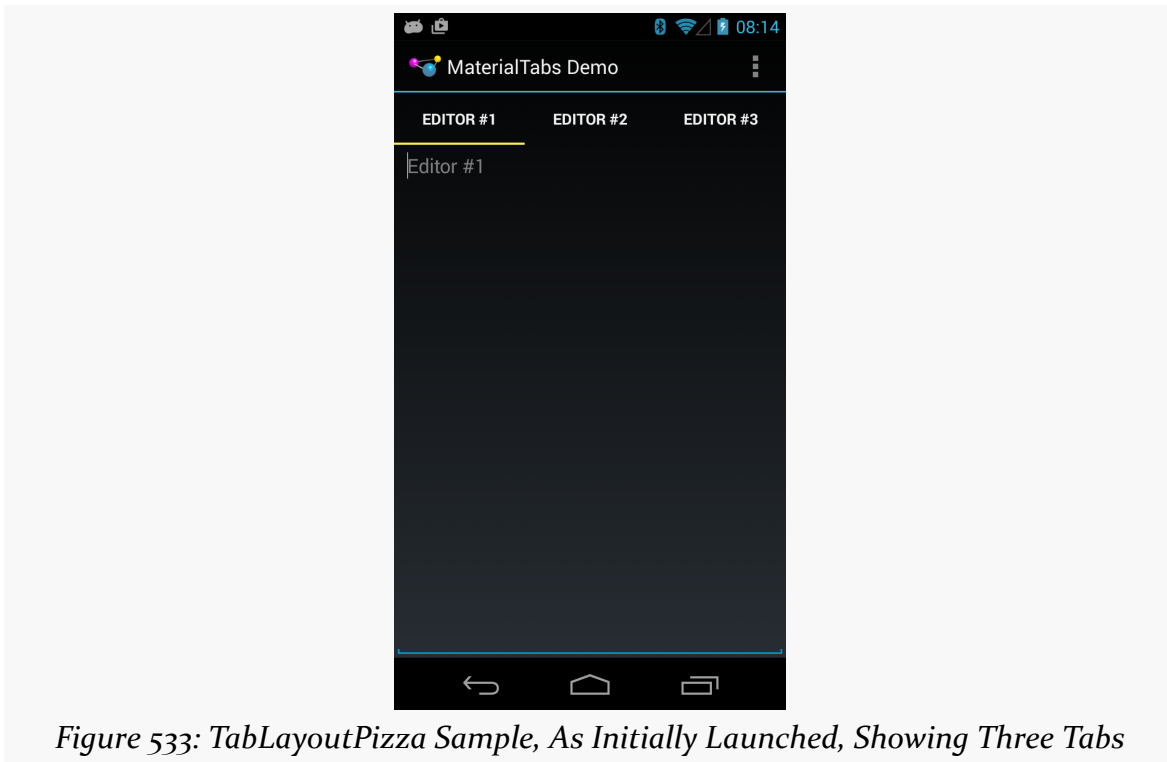 08:14
MaterialTabs Demo
EDITOR #1 EDITOR #2 EDITOR #3
Editor #1
Figure 533: TabLayoutPizza Sample, As Initially Launched, Showing Three Tabs